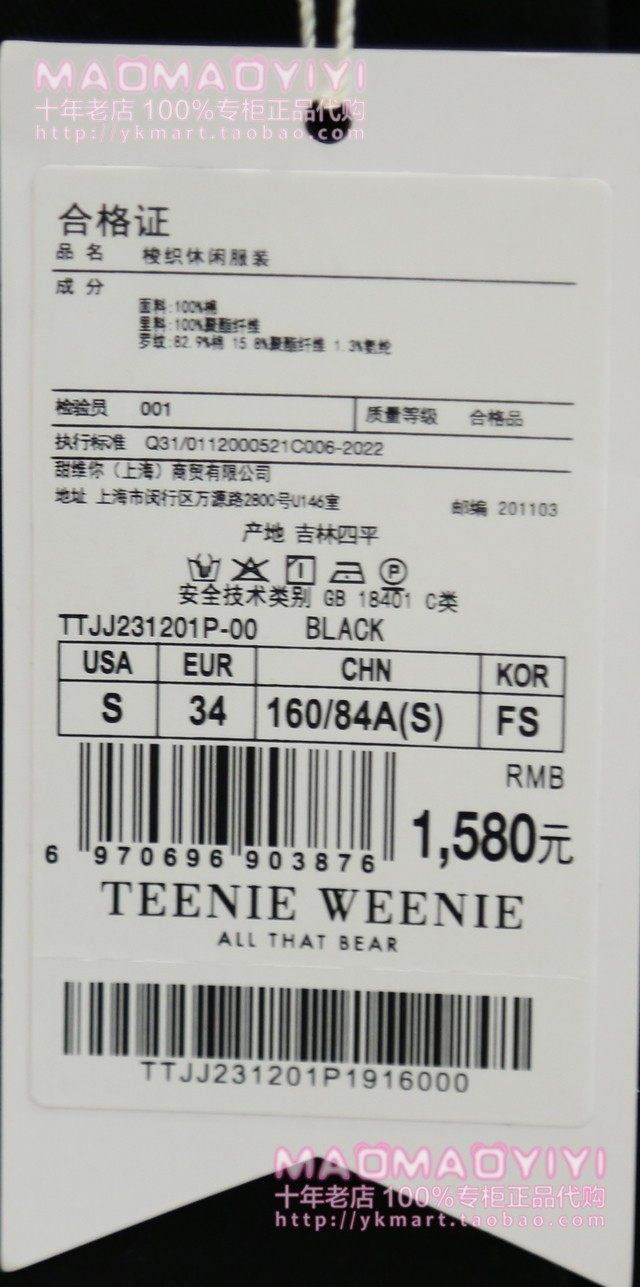 MAOMAOYIYI
十年老店 100%专柜正品代购
http://ykmart.taobao.com
合格证
品 名 梭织休闲服装
成 分
面料:100%棉
里料:100%聚酯纤维
罗纹:82.9%棉 15.8%聚酯纤维 1.3%氨纶
检验员 001 质量等级 合格品
执行标准 Q31/0112000521C006-2022
甜维你（上海）商贸有限公司
地址 上海市闵行区万源路2800号U146室 邮编 201103
产地 吉林四平
P
安全技术类别 GB 18401 C类
TTJJ231201P-00 BLACK
USA EUR CHN KOR
S 34 160/84A(S) FS
RMB
1,580元
6 970696 903876
TEENIE WEENIE
ALL THAT BEAR
TTJJ231201P1916000
MAOMAOYIYI
十年老店 100%专柜正品代购
http://ykmart.taobao.com